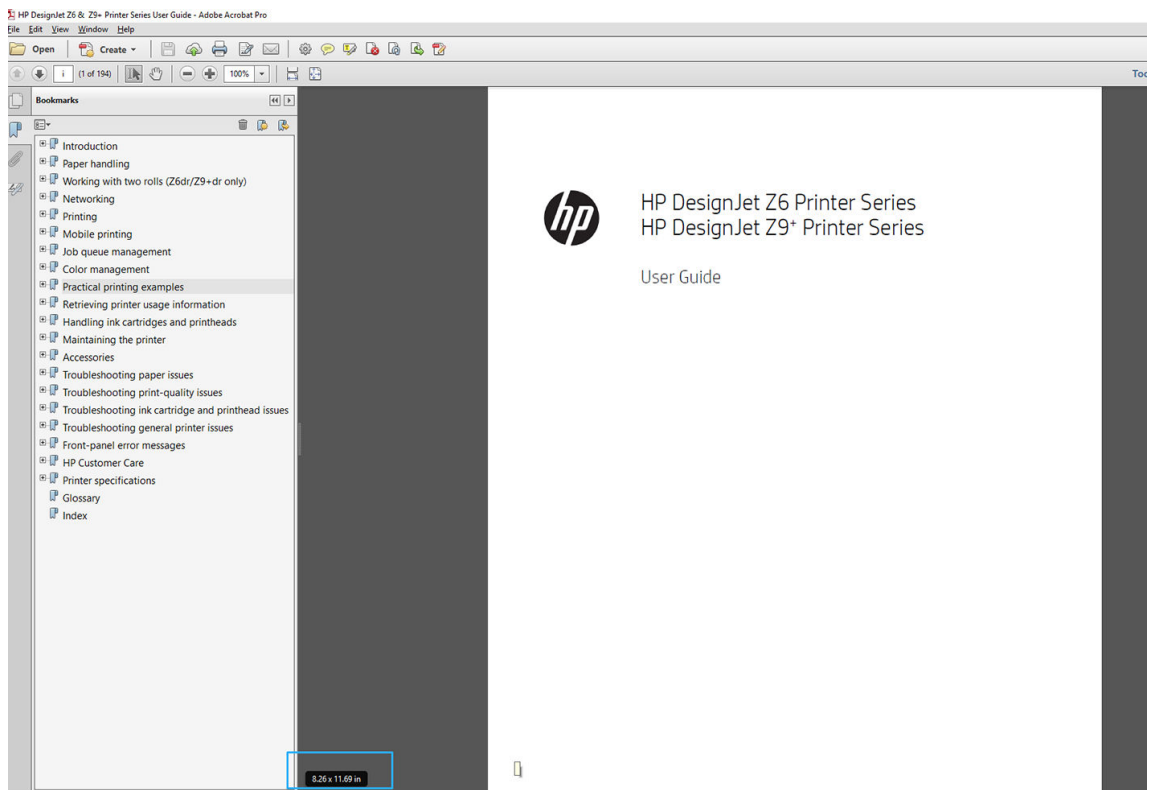 HP DesignJet Z6 & Z9+ Printer Series User Guide - Adobe Acrobat Pro
File Edit View Window Help
Open Create
i (1 of 194) 100% Too
Bookmarks
Introduction
Paper handling
Working with two rolls (Z6dr/Z9+dr only)
Networking
Printing
Mobile printing
Job queue management
Color management
Practical printing examples
Retrieving printer usage information
Handling ink cartridges and printheads
Maintaining the printer
Accessories
Troubleshooting paper issues
Troubleshooting print-quality issues
Troubleshooting ink cartridge and printhead issues
Troubleshooting general printer issues
Front-panel error messages
HP Customer Care
Printer specifications
Glossary
Index
hp
HP DesignJet Z6 Printer Series
HP DesignJet Z9⁺ Printer Series
User Guide
8.26 x 11.69 in